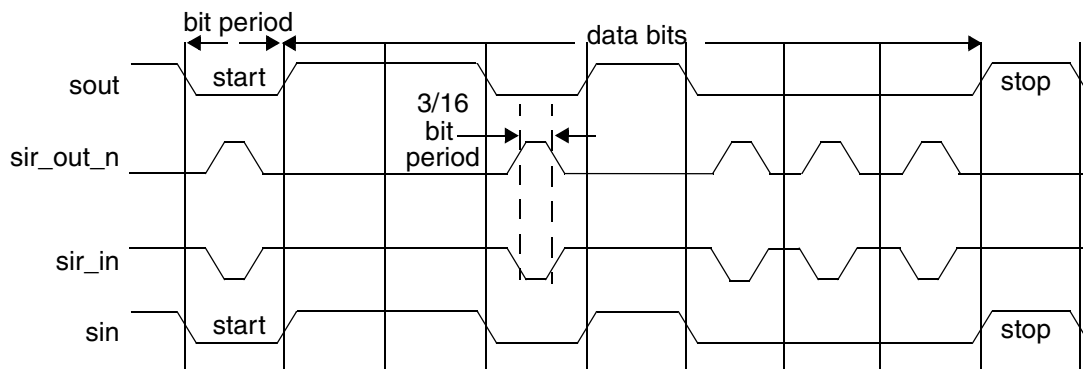 bit period
data bits
sout
start
stop
3/16
bit
period
sir_out_n
sir_in
sin
start
stop